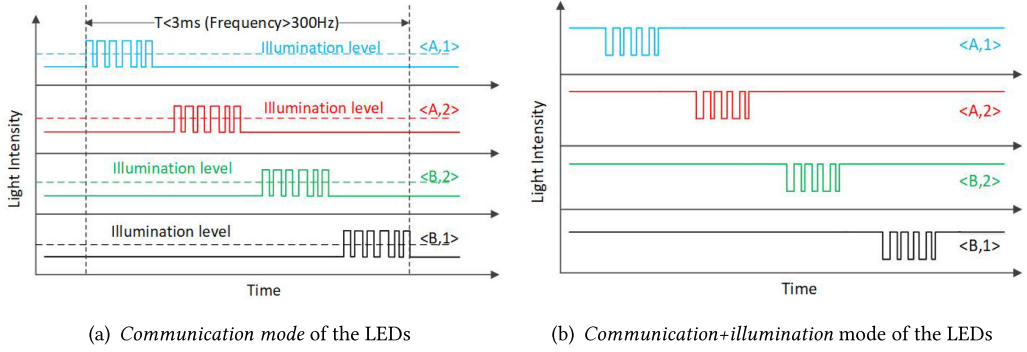 T<3ms (Frequency>300Hz)
Illumination level <A,1>
Illumination level <A,2>
Illumination level <B,2>
Illumination level <B,1>
Light Intensity
Time
(a) Communication mode of the LEDs
<A,1>
<A,2>
<B,2>
<B,1>
Light Intensity
Time
(b) Communication+illumination mode of the LEDs